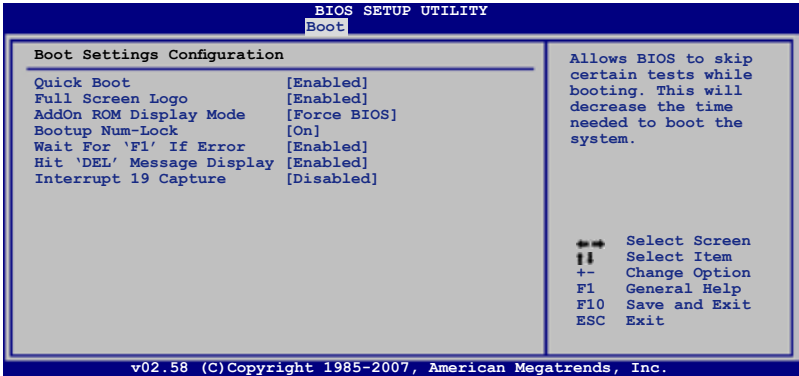 BIOS SETUP UTILITY
Boot
Boot Settings Configuration
Quick Boot [Enabled]
Full Screen Logo [Enabled]
AddOn ROM Display Mode [Force BIOS]
Bootup Num-Lock [On]
Wait For ‘F1’ If Error [Enabled]
Hit ‘DEL’ Message Display [Enabled]
Interrupt 19 Capture [Disabled]
Allows BIOS to skip
certain tests while
booting. This will
decrease the time
needed to boot the
system.
←→ Select Screen
↑↓ Select Item
+- Change Option
F1 General Help
F10 Save and Exit
ESC Exit
v02.58 (C)Copyright 1985-2007, American Megatrends, Inc.